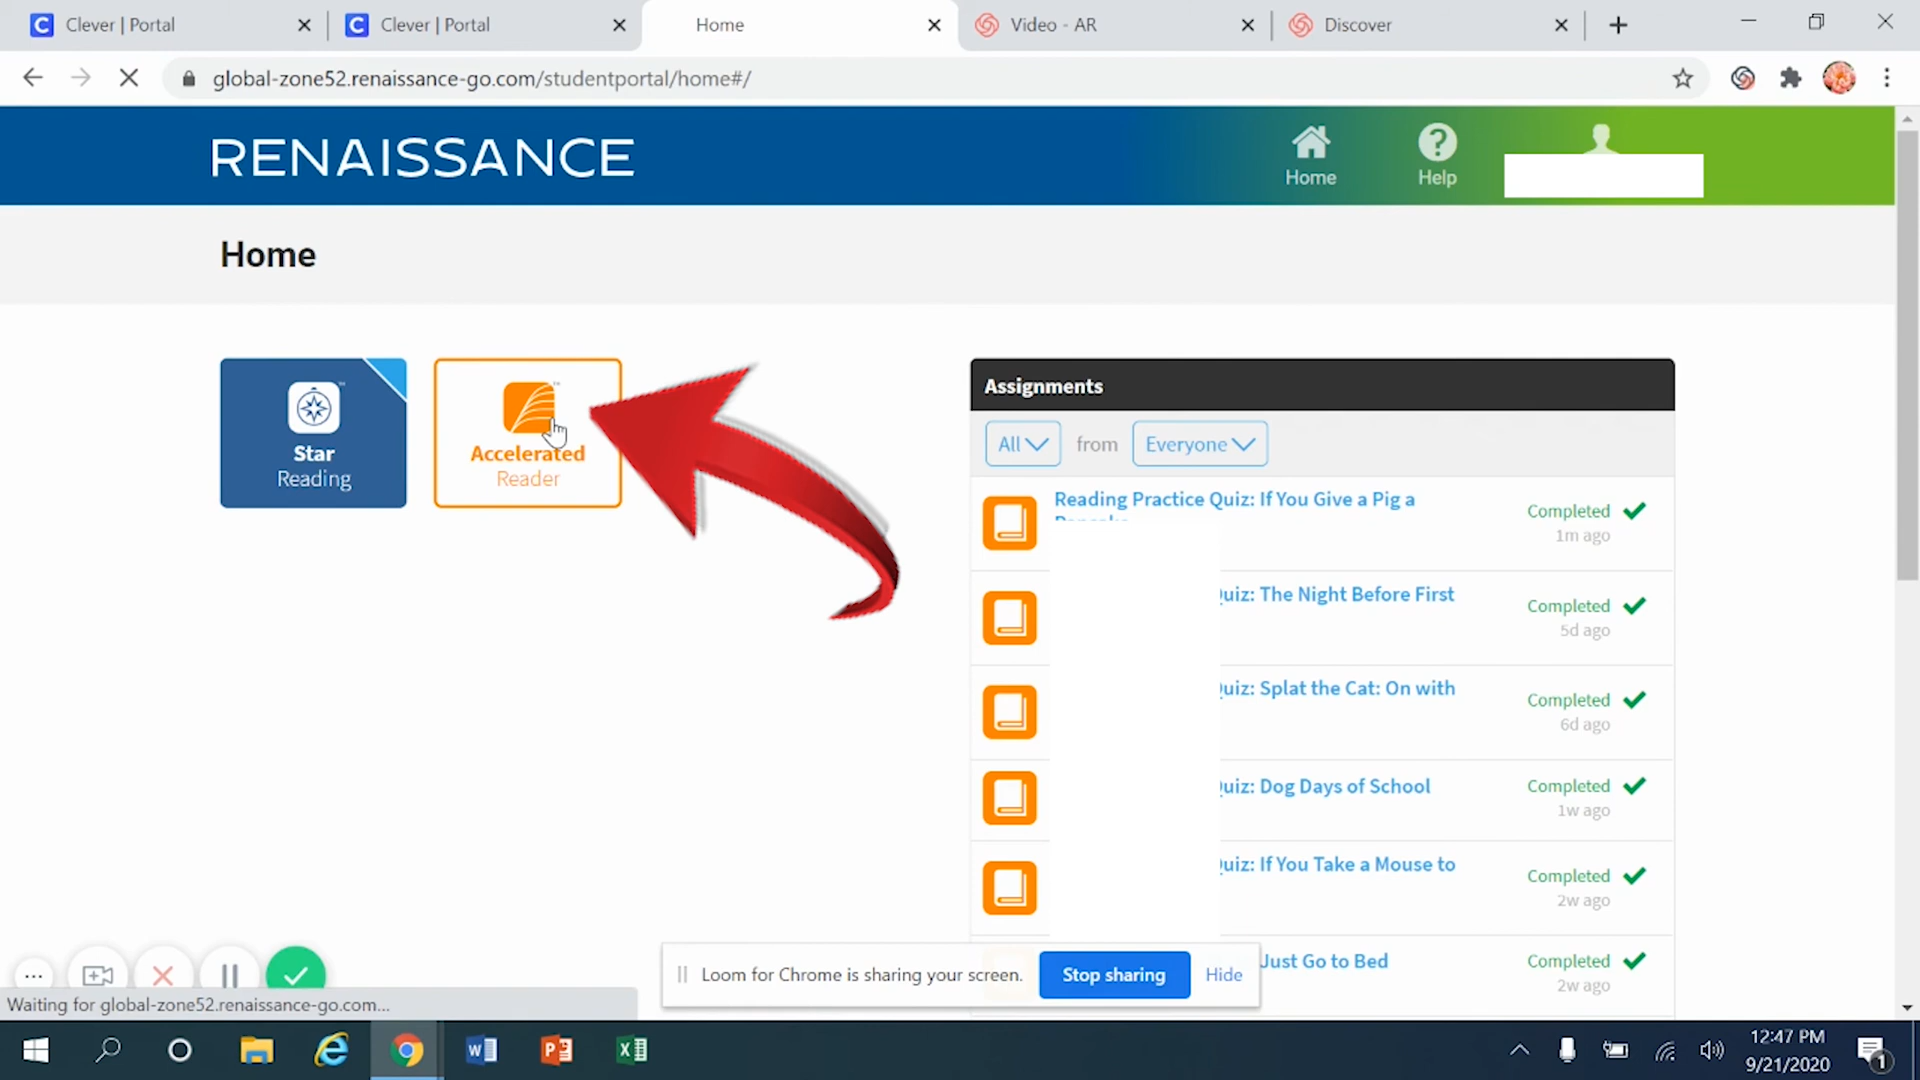 Clever | Portal
Clever | Portal
Home
Video - AR
Discover
global-zone52.renaissance-go.com/studentportal/home#/
RENAISSANCE
Home
Help
Home
Star
Reading
Accelerated
Reader
Assignments
All from Everyone
Reading Practice Quiz: If You Give a Pig a
Completed
1m ago
Quiz: The Night Before First
Completed
5d ago
Quiz: Splat the Cat: On with
Completed
6d ago
Quiz: Dog Days of School
Completed
1w ago
Quiz: If You Take a Mouse to
Completed
2w ago
Just Go to Bed
Completed
2w ago
Loom for Chrome is sharing your screen.
Stop sharing
Hide
Waiting for global-zone52.renaissance-go.com...
12:47 PM
9/21/2020
1